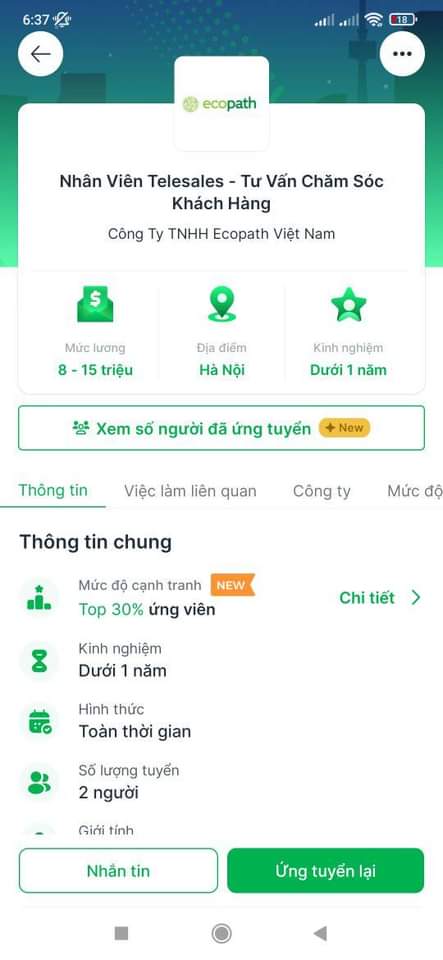 6:37
18
ecopath
Nhân Viên Telesales - Tư Vấn Chăm Sóc
Khách Hàng
Công Ty TNHH Ecopath Việt Nam
Mức lương
8 - 15 triệu
Địa điểm
Hà Nội
Kinh nghiệm
Dưới 1 năm
Xem số người đã ứng tuyển New
Thông tin Việc làm liên quan Công ty Mức độ
Thông tin chung
Mức độ cạnh tranh NEW
Top 30% ứng viên
Chi tiết
Kinh nghiệm
Dưới 1 năm
Hình thức
Toàn thời gian
Số lượng tuyển
2 người
Giới tính
Nhắn tin
Ứng tuyển lại